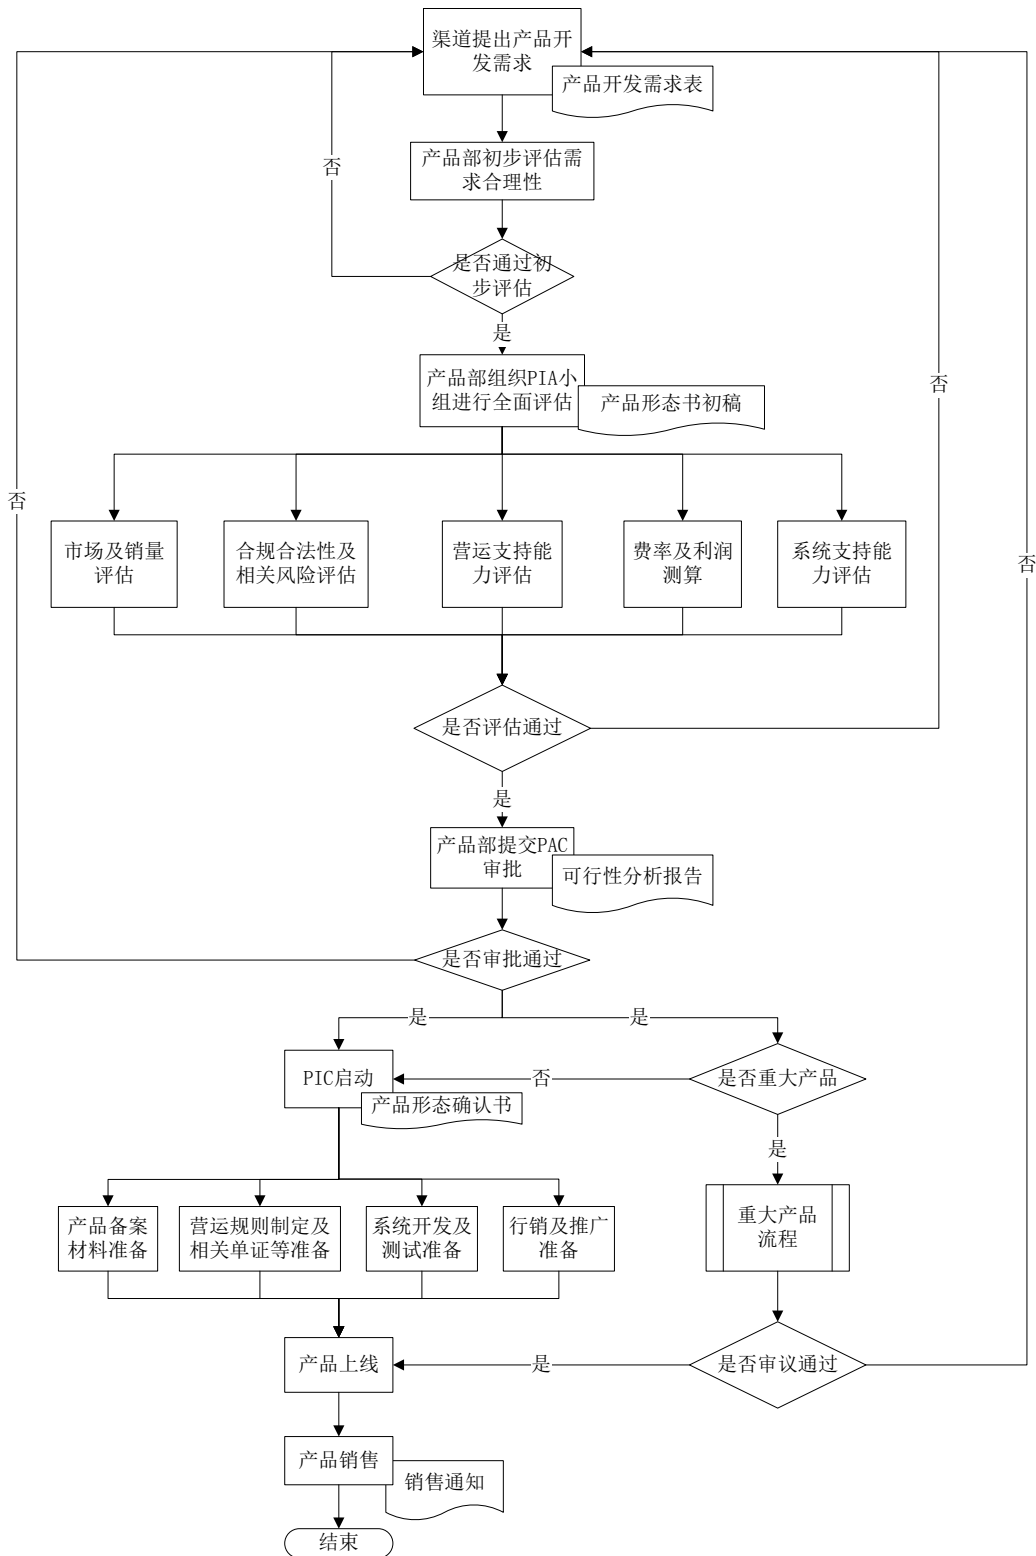 渠道提出产品开
发需求
产品开发需求表
产品部初步评估需
求合理性
否
是否通过初
步评估
是
产品部组织PIA小
组进行全面评估
产品形态书初稿
否
否
否
市场及销量
评估
合规合法性及
相关风险评估
营运支持能
力评估
费率及利润
测算
系统支持能
力评估
是否评估通过
是
产品部提交PAC
审批
可行性分析报告
是否审批通过
是
是
PIC启动
产品形态确认书
否
是否重大产品
是
产品备案
材料准备
营运规则制定及
相关单证等准备
系统开发及
测试准备
行销及推广
准备
重大产品
流程
产品上线
是
是否审议通过
产品销售
销售通知
结束